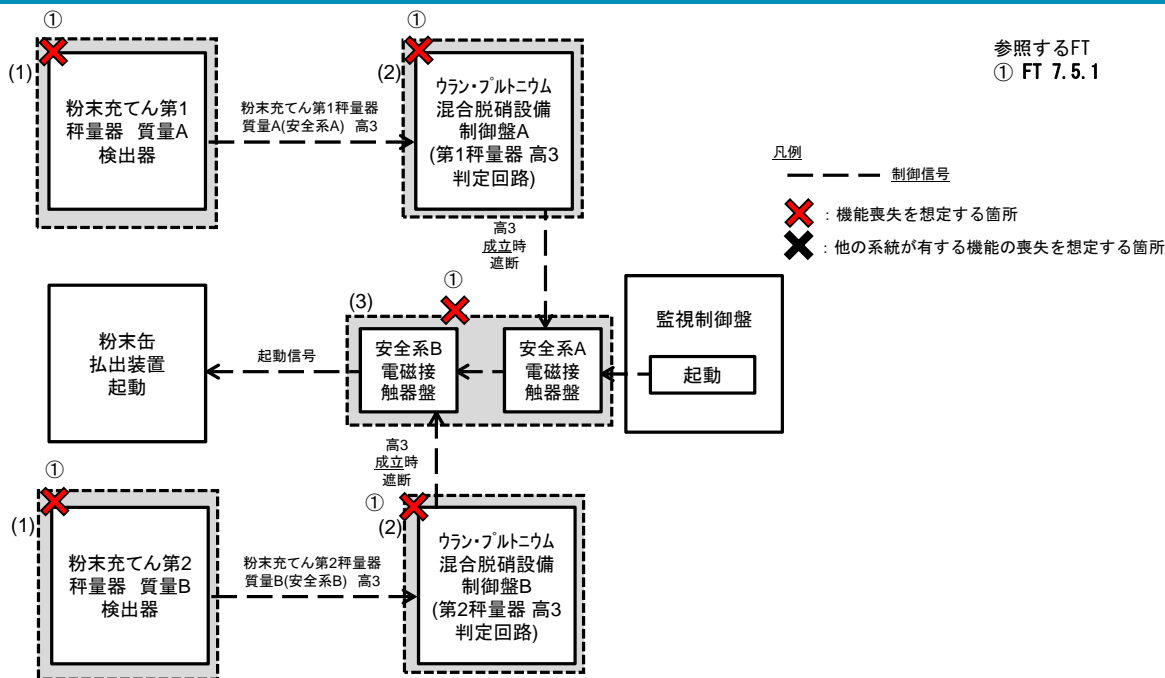 ①
(1)
粉末充てん第1
秤量器 質量A
検出器
粉末充てん第1秤量器
質量A(安全系A) 高3
①
(2)
ウラン・プルトニウム
混合脱硝設備
制御盤A
(第1秤量器 高3
判定回路)
参照するFT
① FT 7.5.1
凡例
制御信号
：機能喪失を想定する箇所
：他の系統が有する機能の喪失を想定する箇所
高3
成立時
遮断
粉末缶
払出装置
起動
起動信号
(3)
①
安全系B
電磁接
触器盤
安全系A
電磁接
触器盤
監視制御盤
起動
高3
成立時
遮断
①
(1)
粉末充てん第2
秤量器 質量B
検出器
粉末充てん第2秤量器
質量B(安全系B) 高3
①
(2)
ウラン・プルトニウム
混合脱硝設備
制御盤B
(第2秤量器 高3
判定回路)